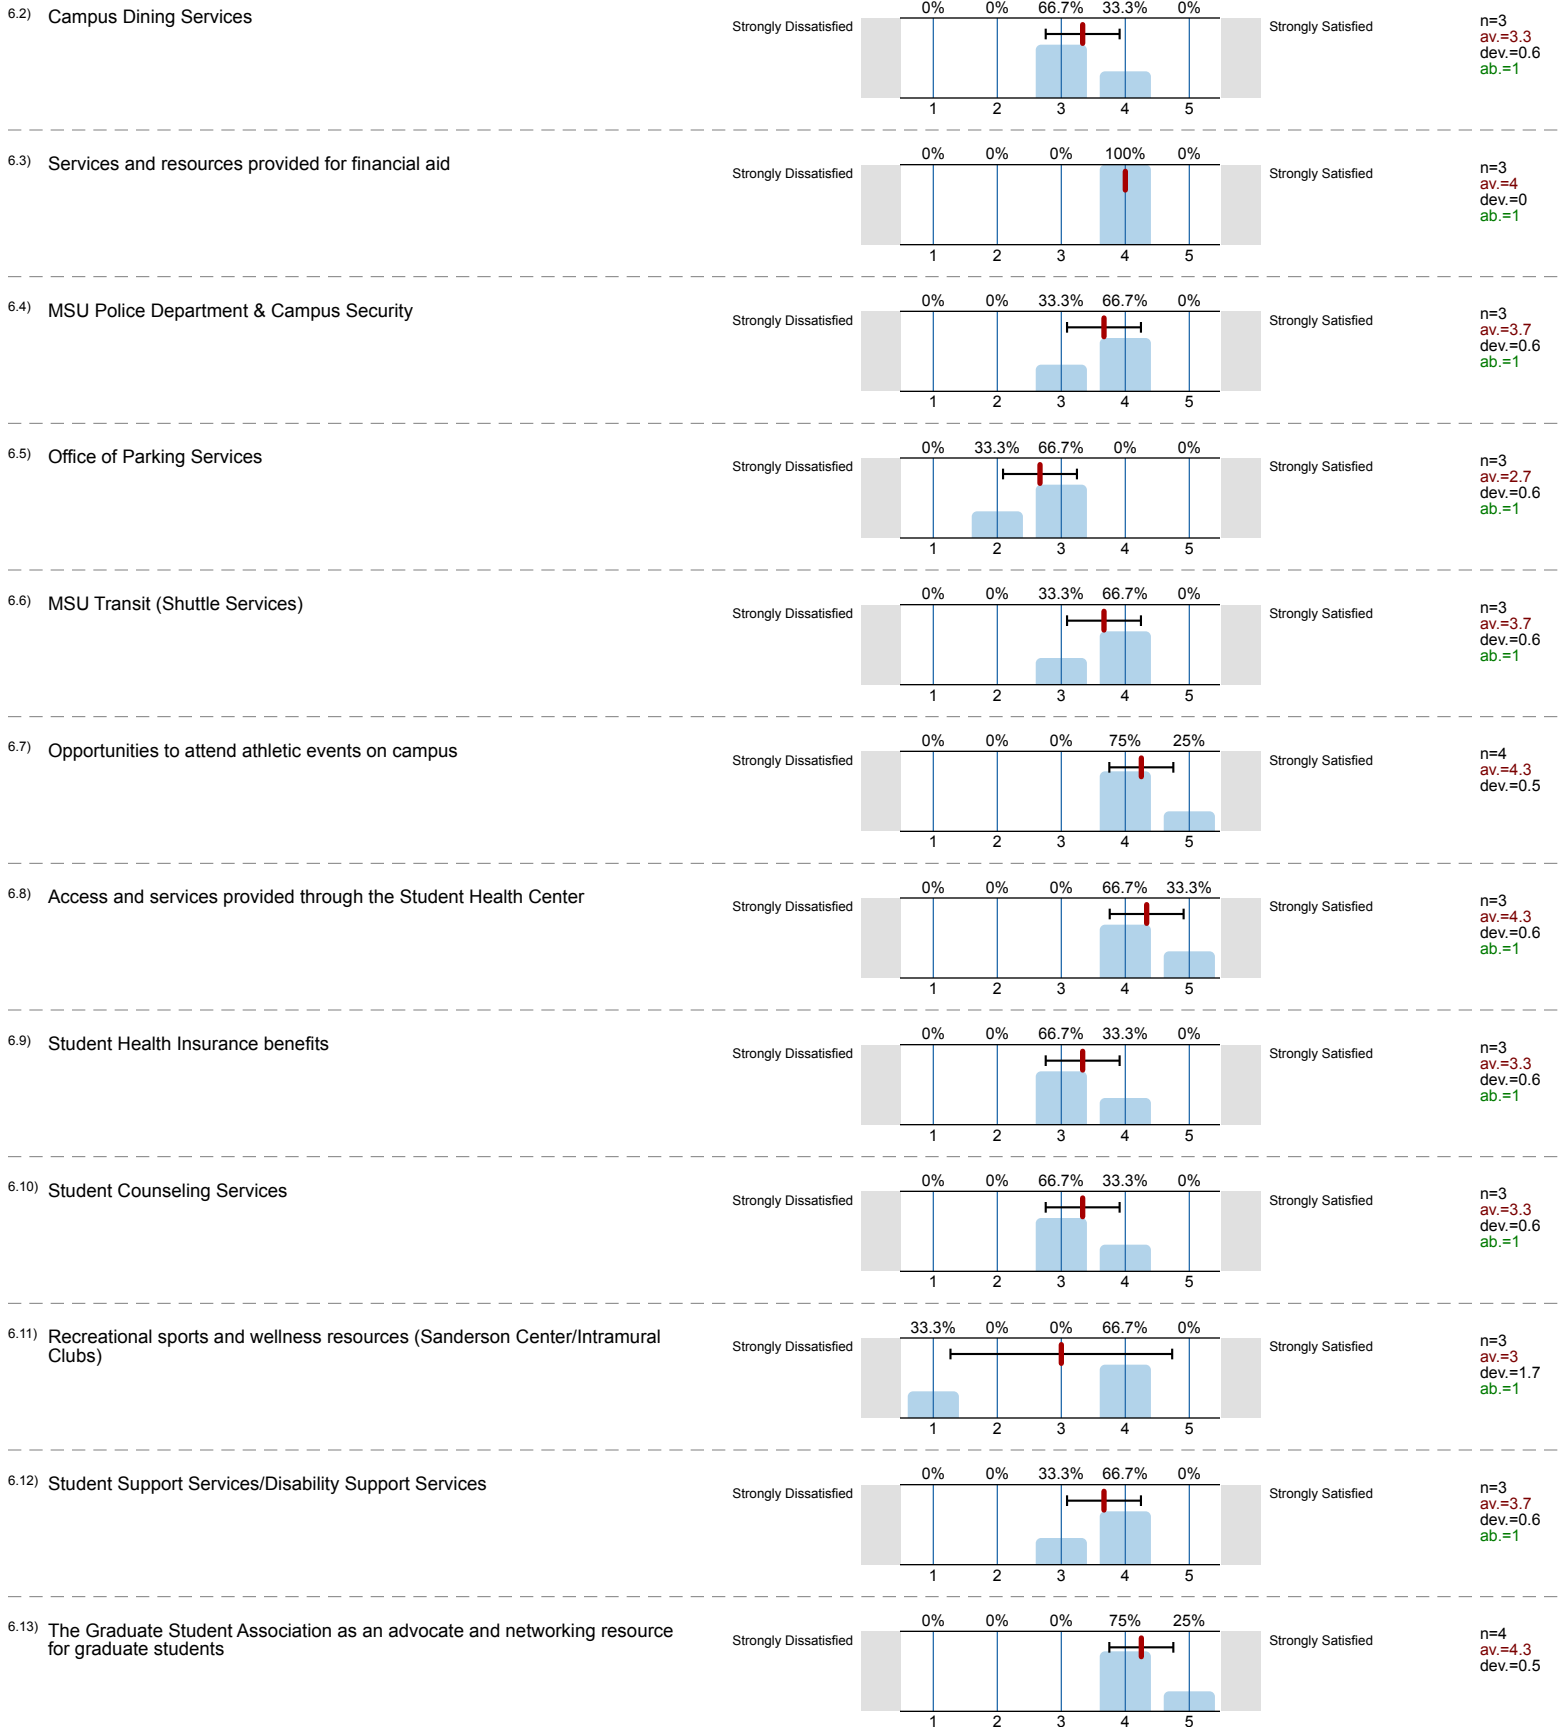 6.2) Campus Dining Services
0% 0% 66.7% 33.3% 0%
Strongly Dissatisfied Strongly Satisfied
n=3
av.=3.3
dev.=0.6
ab.=1
1 2 3 4 5
6.3) Services and resources provided for financial aid
0% 0% 0% 100% 0%
Strongly Dissatisfied Strongly Satisfied
n=3
av.=4
dev.=0
ab.=1
1 2 3 4 5
6.4) MSU Police Department & Campus Security
0% 0% 33.3% 66.7% 0%
Strongly Dissatisfied Strongly Satisfied
n=3
av.=3.7
dev.=0.6
ab.=1
1 2 3 4 5
6.5) Office of Parking Services
0% 33.3% 66.7% 0% 0%
Strongly Dissatisfied Strongly Satisfied
n=3
av.=2.7
dev.=0.6
ab.=1
1 2 3 4 5
6.6) MSU Transit (Shuttle Services)
0% 0% 33.3% 66.7% 0%
Strongly Dissatisfied Strongly Satisfied
n=3
av.=3.7
dev.=0.6
ab.=1
1 2 3 4 5
6.7) Opportunities to attend athletic events on campus
0% 0% 0% 75% 25%
Strongly Dissatisfied Strongly Satisfied
n=4
av.=4.3
dev.=0.5
1 2 3 4 5
6.8) Access and services provided through the Student Health Center
0% 0% 0% 66.7% 33.3%
Strongly Dissatisfied Strongly Satisfied
n=3
av.=4.3
dev.=0.6
ab.=1
1 2 3 4 5
6.9) Student Health Insurance benefits
0% 0% 66.7% 33.3% 0%
Strongly Dissatisfied Strongly Satisfied
n=3
av.=3.3
dev.=0.6
ab.=1
1 2 3 4 5
6.10) Student Counseling Services
0% 0% 66.7% 33.3% 0%
Strongly Dissatisfied Strongly Satisfied
n=3
av.=3.3
dev.=0.6
ab.=1
1 2 3 4 5
6.11) Recreational sports and wellness resources (Sanderson Center/Intramural
Clubs)
33.3% 0% 0% 66.7% 0%
Strongly Dissatisfied Strongly Satisfied
n=3
av.=3
dev.=1.7
ab.=1
1 2 3 4 5
6.12) Student Support Services/Disability Support Services
0% 0% 33.3% 66.7% 0%
Strongly Dissatisfied Strongly Satisfied
n=3
av.=3.7
dev.=0.6
ab.=1
1 2 3 4 5
6.13) The Graduate Student Association as an advocate and networking resource
for graduate students
0% 0% 0% 75% 25%
Strongly Dissatisfied Strongly Satisfied
n=4
av.=4.3
dev.=0.5
1 2 3 4 5